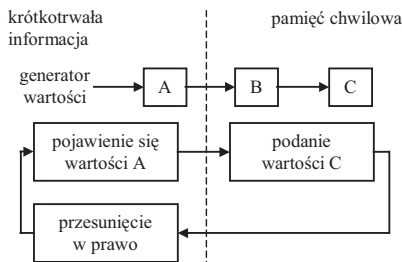 krótkotrwała
informacja
pamięć chwilowa
generator
wartości
A
B
C
pojawienie się
wartości A
podanie
wartości C
przesunięcie
w prawo